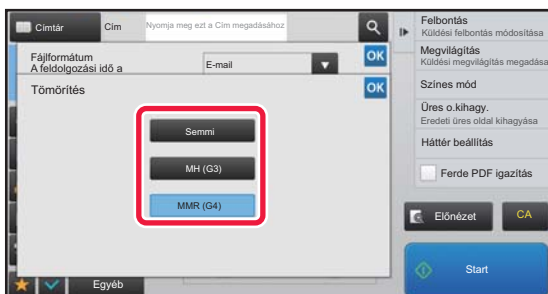 Címtár
Cím
Nyomja meg ezt a Cím megadásához
Fájlformátum
A feldolgozási idő a
E-mail
OK
Tömörítés
OK
Semmi
MH (G3)
MMR (G4)
Egyéb
Felbontás
Küldési felbontás módosítása
Megvilágítás
Küldési megvilágítás megadása
Színes mód
Üres o.kihagy.
Eredeti üres oldal kihagyása
Háttér beállítás
Ferde PDF igazítás
Előnézet
CA
Start